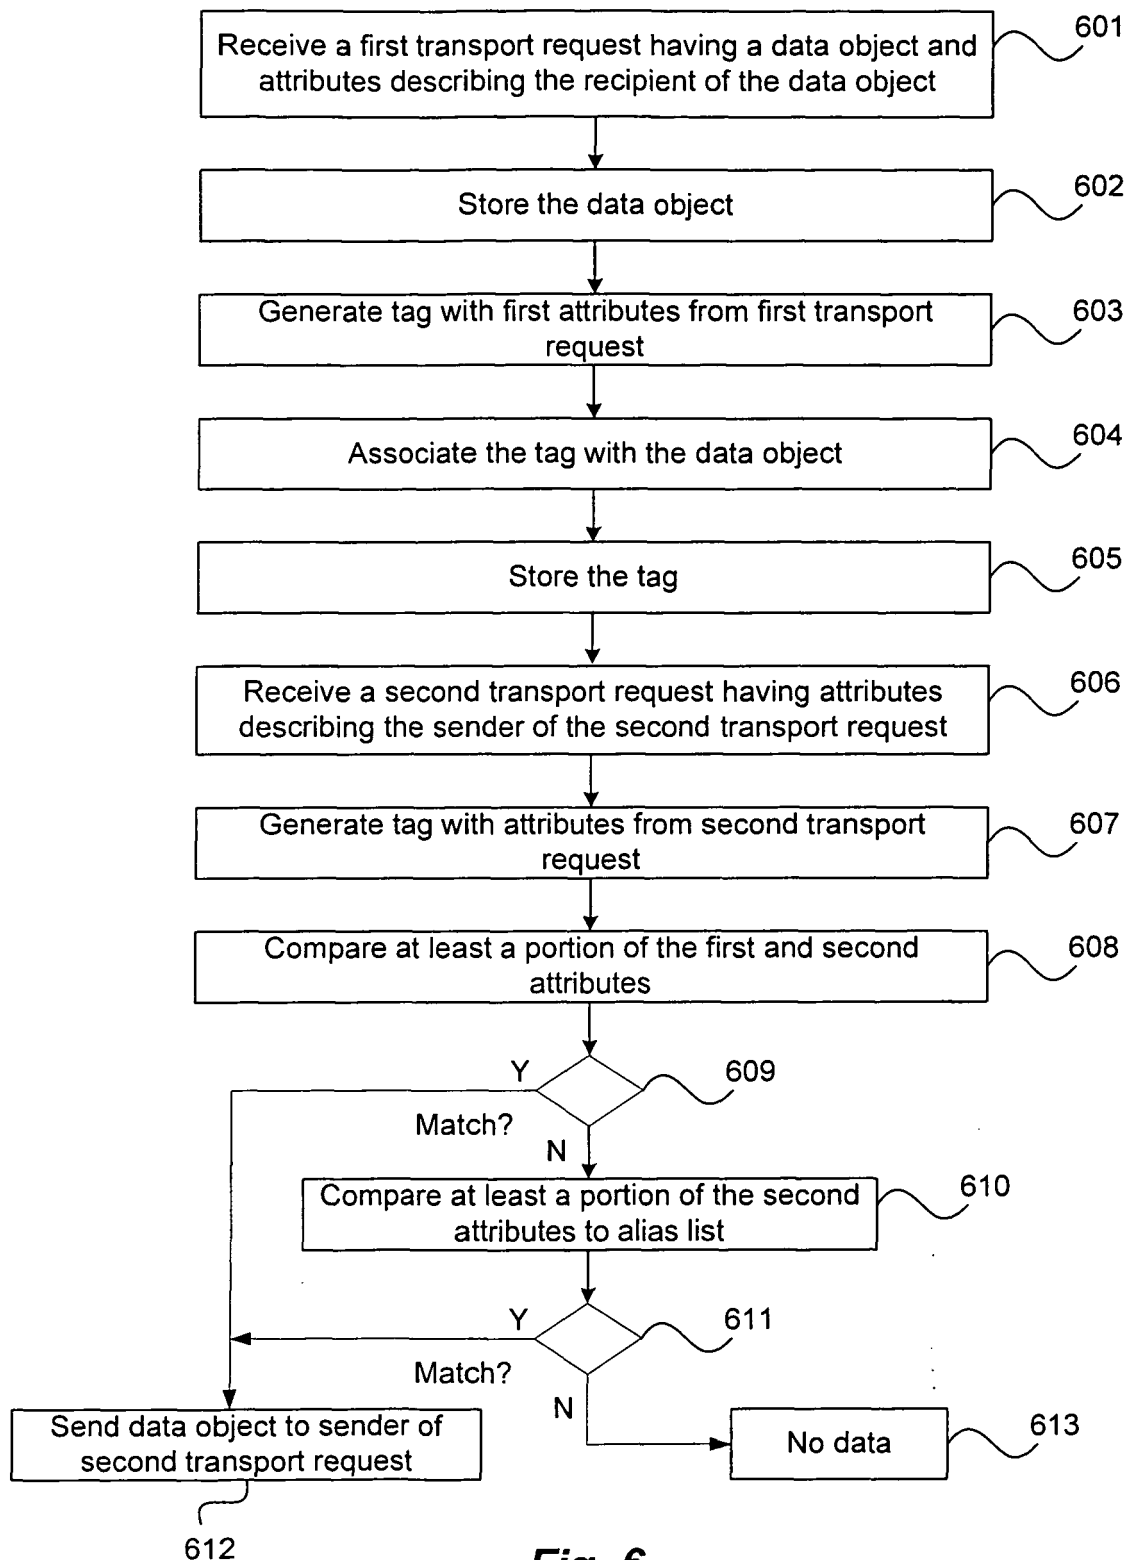 Receive a first transport request having a data object and
attributes describing the recipient of the data object
601
Store the data object
602
Generate tag with first attributes from first transport
request
603
Associate the tag with the data object
604
Store the tag
605
Receive a second transport request having attributes
describing the sender of the second transport request
606
Generate tag with attributes from second transport
request
607
Compare at least a portion of the first and second
attributes
608
Y
609
Match?
N
Compare at least a portion of the second
attributes to alias list
610
Y
611
Match?
N
Send data object to sender of
second transport request
No data
613
612
Fig. 6